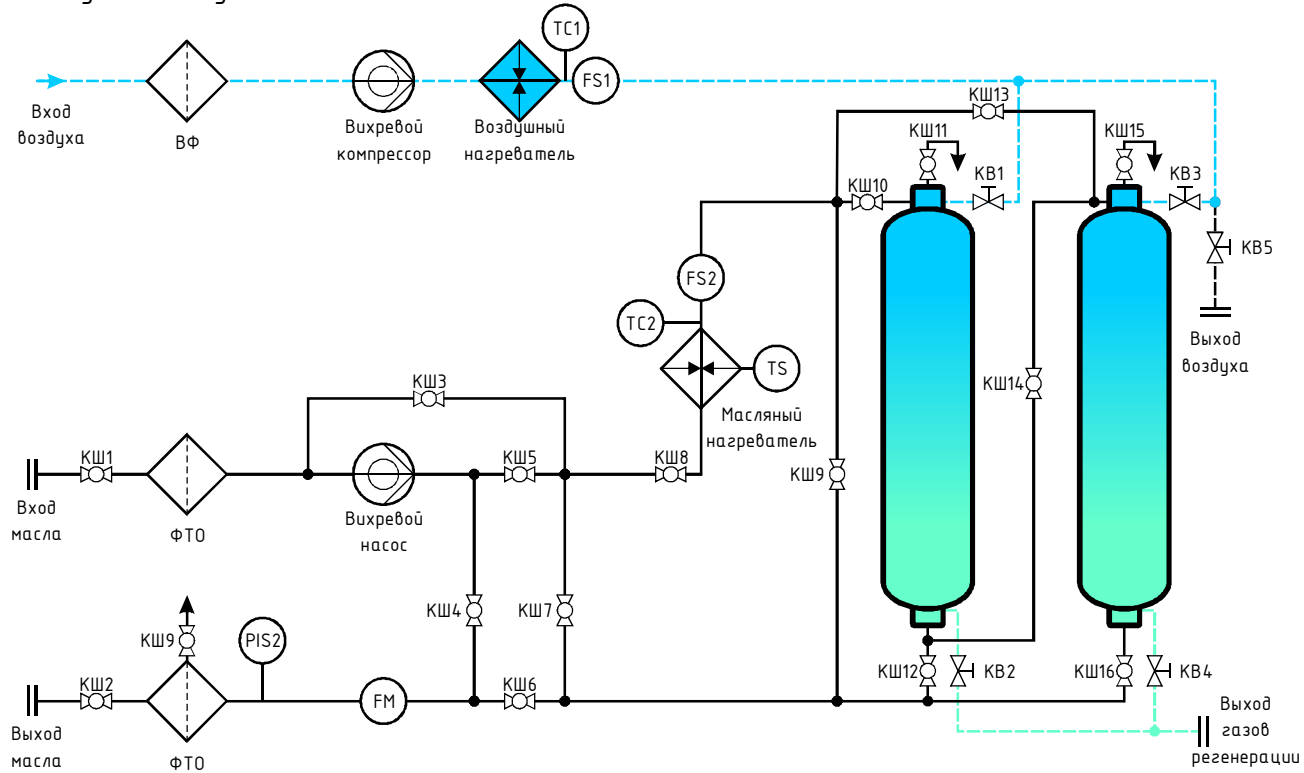 TC1
FS1
Вход
воздуха
ВФ
Вихревой
компрессор
Воздушный
нагреватель
КШ13
КШ11
КШ15
КШ10
КВ1
КВ3
КВ5
Выход
воздуха
FS2
TC2
TS
Масляный
нагреватель
КШ14
КШ3
КШ1
КШ5
КШ8
КШ9
Вход
масла
ФТО
Вихревой
насос
КШ4
КШ7
КШ9
PIS2
КШ2
FM
КШ6
КШ12
КВ2
КШ16
КВ4
Выход
масла
ФТО
Выход
газов
регенерации